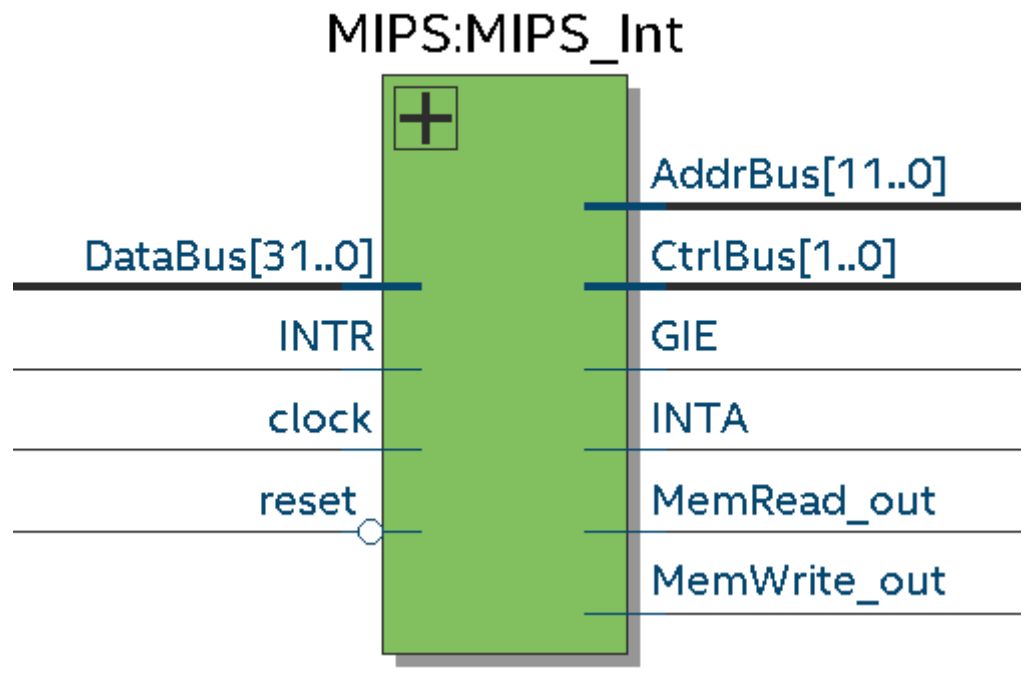 MIPS:MIPS_Int
AddrBus[11..0]
DataBus[31..0]
CtrlBus[1..0]
INTR
GIE
clock
INTA
reset
MemRead_out
MemWrite_out